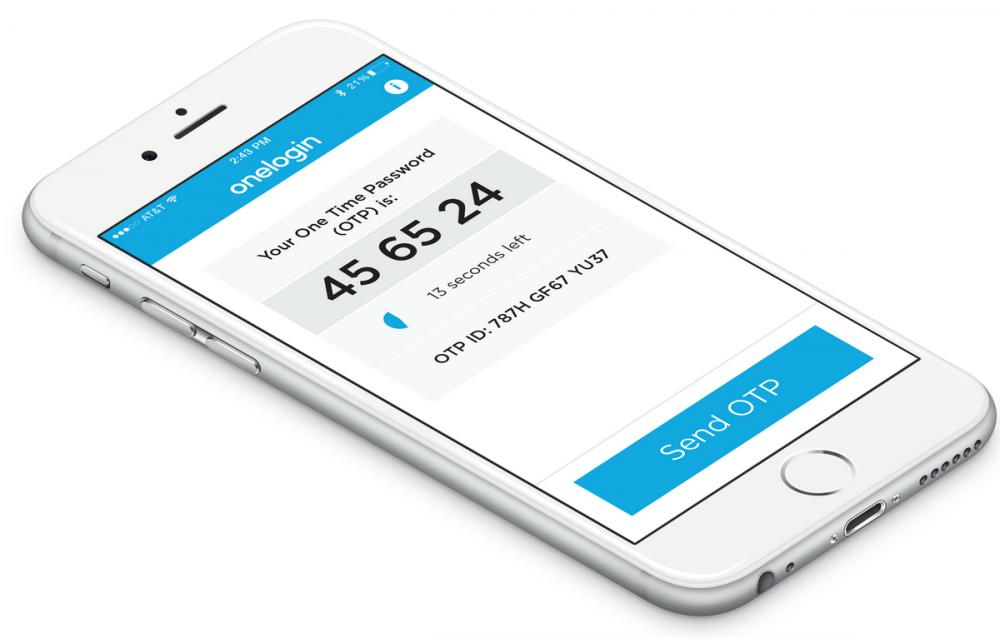 AT&T 2:43 PM 21%
onelogin
i
Your One Time Password
(OTP) is:
45 65 24
13 seconds left
OTP ID: 787H GF67 YU37
Send OTP